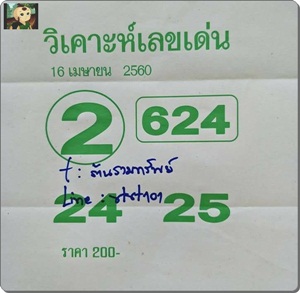 วิเคาะห์เลขเด่น
16 เมษายน 2560
2 624
f : ต้นรวมทรัพย์
Line : stst101
24 25
ราคา 200-